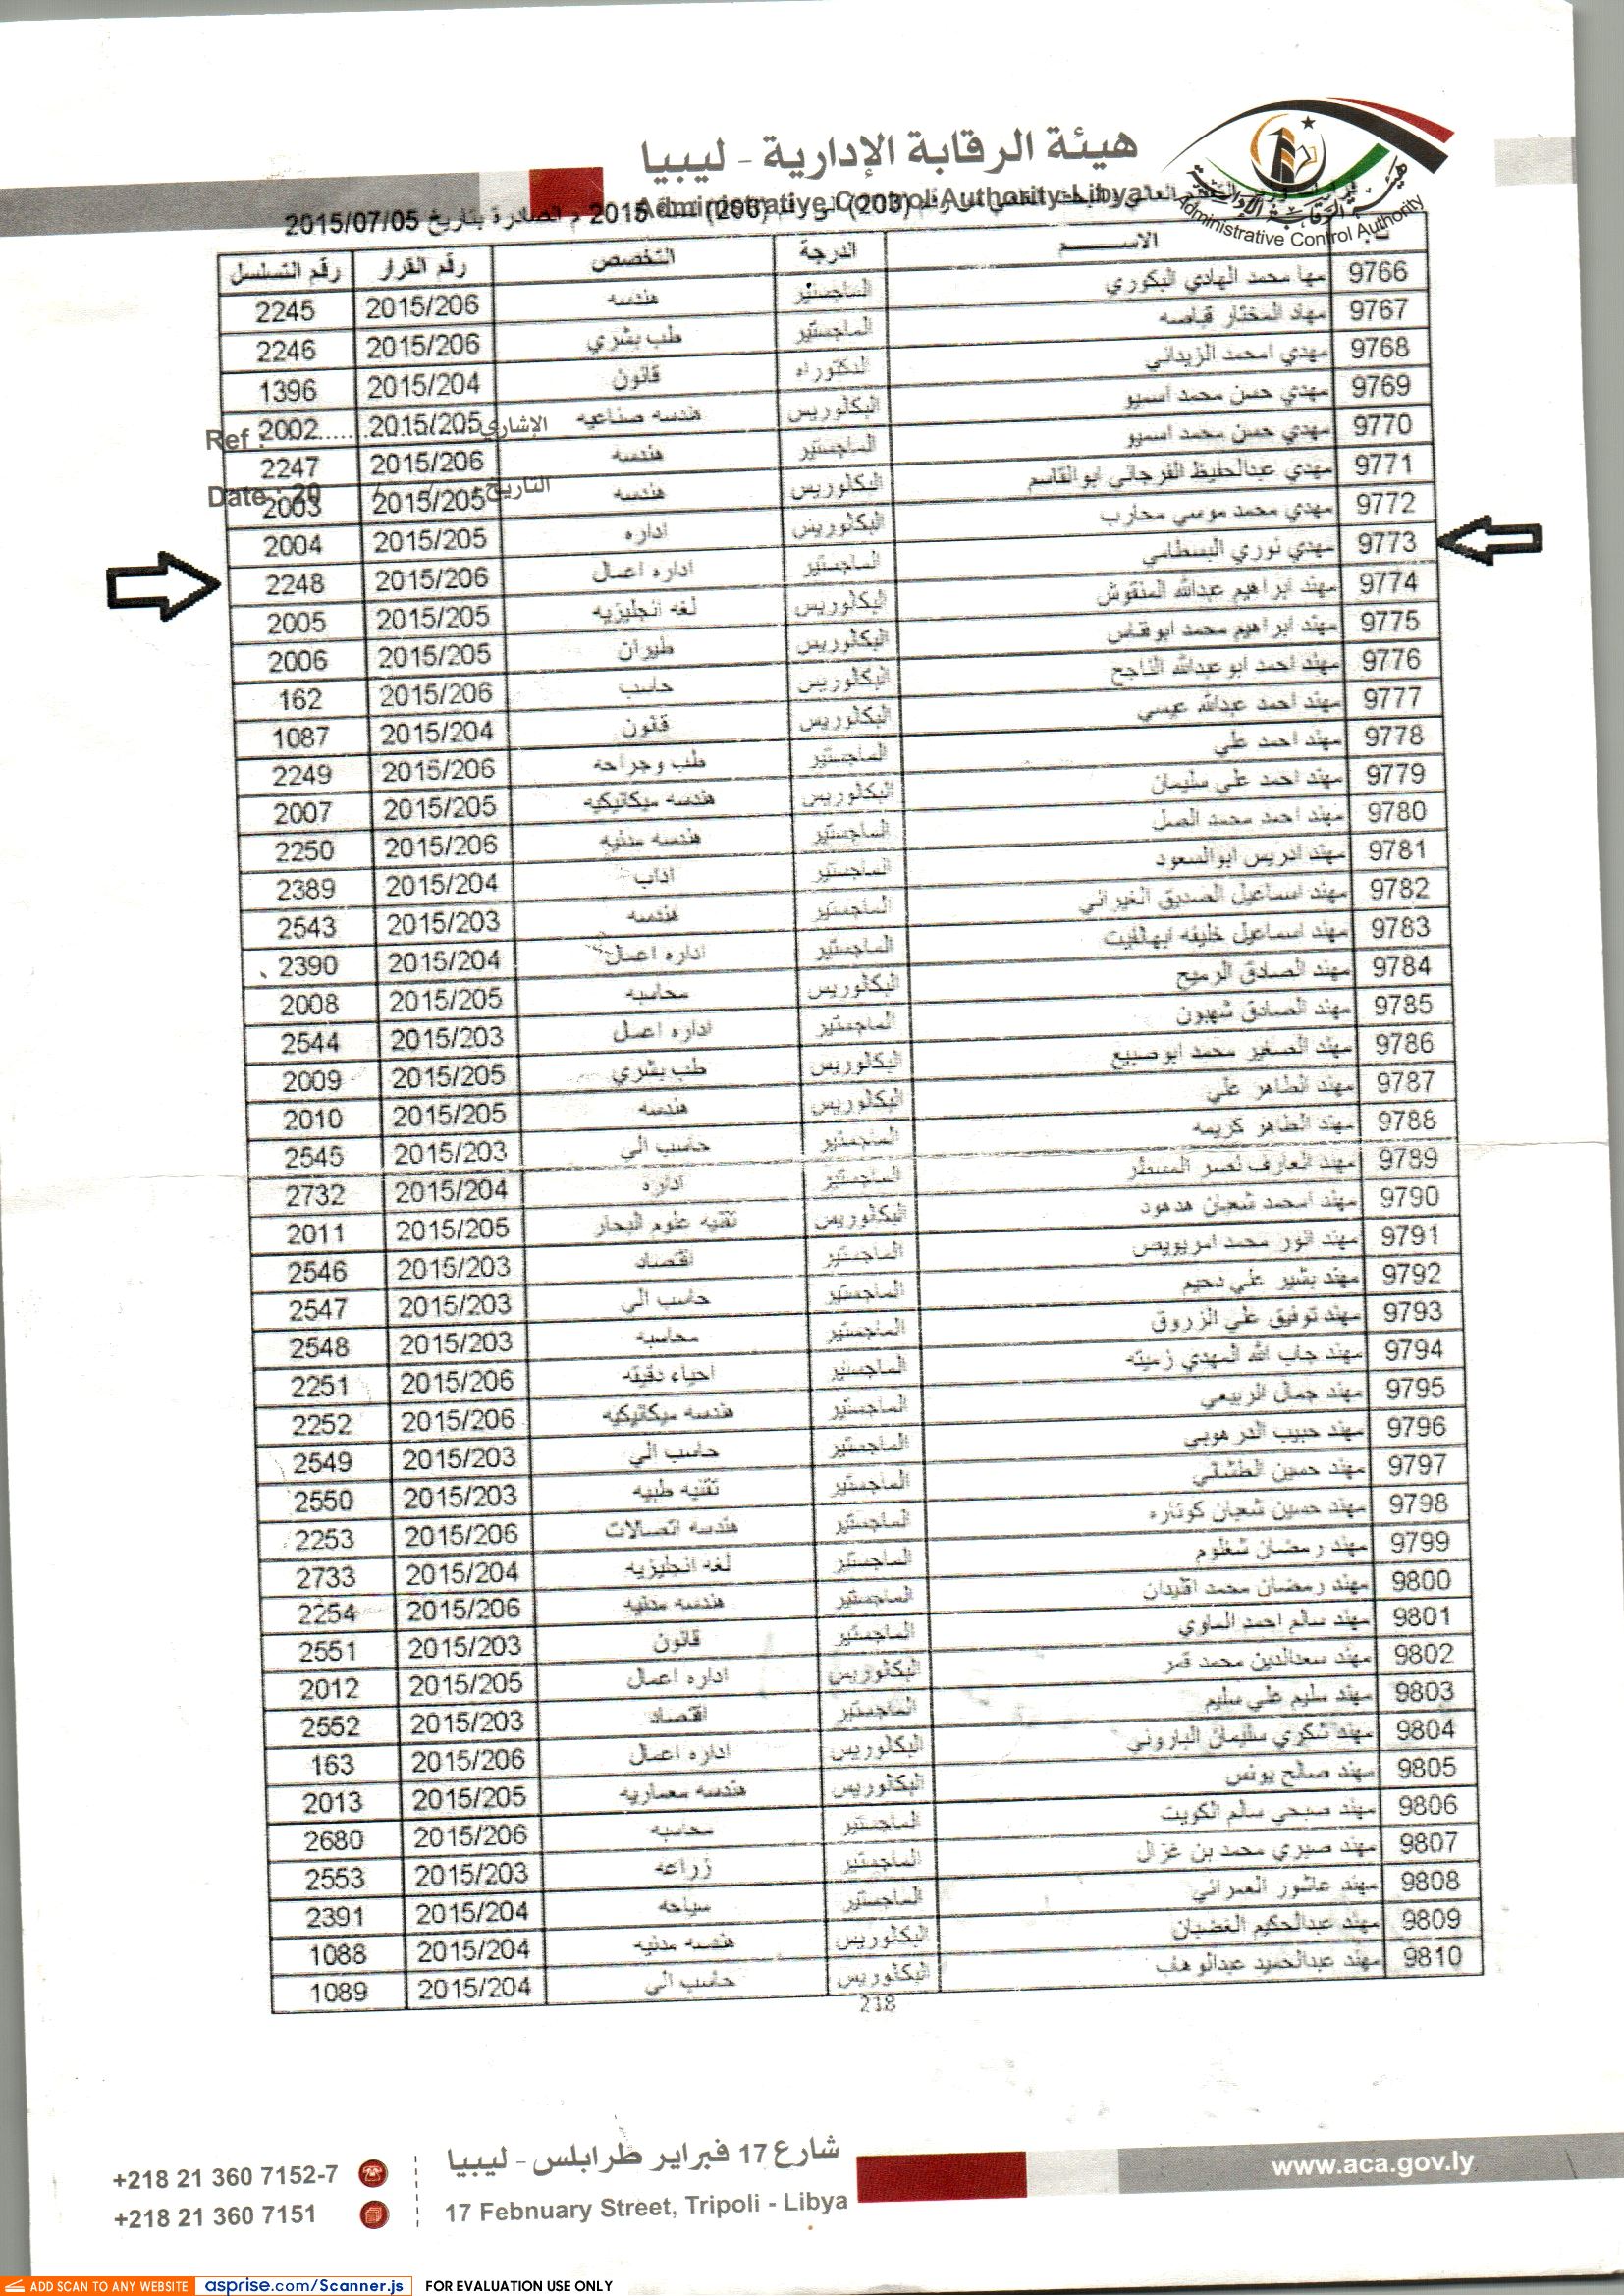 هيئة الرقابة الإدارية - ليبيا
Administrative Control Authority-Libya
Administrative Control Authority
(203) (206) 2015 م الصادرة بتاريخ 2015/07/05
الاســـم الدرجة التخصص رقم القرار رقم التسلسل
9766 مها محمد الهادي البكوري الماجستير هندسه 2015/206 2245
9767 مهاد المختار قباصه الماجستير طب بشري 2015/206 2246
9768 مهدي امحمد الزيداني الدكتوراه قانون 2015/204 1396
9769 مهدي حسن محمد اسميو البكالوريس هندسه صناعيه 2015/205 2002
Ref : الإشاري
9770 مهدي حسن محمد اسميو الماجستير هندسه 2015/206 2247
9771 مهدي عبدالحفيظ الفرجاني ابوالقاسم البكالوريس هندسه 2015/205 2003
Date : 20 / / التاريخ
9772 مهدي محمد موسي محارب البكالوريس اداره 2015/205 2004
9773 مهدي نوري البسطامي الماجستير اداره اعمال 2015/206 2248
9774 مهند ابراهيم عبدالله المنقوش البكالوريس لغه انجليزيه 2015/205 2005
9775 مهند ابراهيم محمد ابوقناس البكالوريس طيران 2015/205 2006
9776 مهند احمد ابوعبدالله الناجح البكالوريس حاسب 2015/206 162
9777 مهند احمد عبدالله عيسي البكالوريس قانون 2015/204 1087
9778 مهند احمد علي الماجستير طب وجراحه 2015/206 2249
9779 مهند احمد علي سليمان البكالوريس هندسه ميكانيكيه 2015/205 2007
9780 مهند احمد محمد الصل الماجستير هندسه مدنيه 2015/206 2250
9781 مهند ادريس ابوالسعود الماجستير اداب 2015/204 2389
9782 مهند اسماعيل الصديق الغيراني الماجستير هندسه 2015/203 2543
9783 مهند اسماعيل خليفه الماجستير اداره اعمال 2015/204 2390
9784 مهند الصادق الرميح البكالوريس محاسبه 2015/205 2008
9785 مهند الصادق شهبون الماجستير اداره اعمال 2015/203 2544
9786 مهند الصغير محمد ابوصبيع البكالوريس طب بشري 2015/205 2009
9787 مهند الطاهر علي البكالوريس هندسه 2015/205 2010
9788 مهند الطاهر كريمه الماجستير حاسب الي 2015/203 2545
9789 مهند العارف نصر المسطر الماجستير اداره 2015/204 2732
9790 مهند امحمد شعبان هدهود البكالوريس تقنيه علوم البحار 2015/205 2011
9791 مهند انور محمد امريويص الماجستير اقتصاد 2015/203 2546
9792 مهند بشير علي دحيم الماجستير حاسب الي 2015/203 2547
9793 مهند توفيق علي الزروق الماجستير محاسبه 2015/203 2548
9794 مهند جاب الله المهدي زميته الماجستير احياء دقيقه 2015/206 2251
9795 مهند جمال الربيعي الماجستير هندسه ميكانيكيه 2015/206 2252
9796 مهند حبيب الدرهوبي الماجستير حاسب الي 2015/203 2549
9797 مهند حسين الطشاني الماجستير تقنيه طبيه 2015/203 2550
9798 مهند حسين شعبان كوناره الماجستير هندسه اتصالات 2015/206 2253
9799 مهند رمضان شغلوم الماجستير لغه انجليزيه 2015/204 2733
9800 مهند رمضان محمد اقنيدان الماجستير هندسه مدنيه 2015/206 2254
9801 مهند سالم احمد الماوي الماجستير قانون 2015/203 2551
9802 مهند سعدالدين محمد قمر البكالوريس اداره اعمال 2015/205 2012
9803 مهند سليم علي سليم الماجستير اقتصاد 2015/203 2552
9804 مهند شكري سليمان الباروني البكالوريس اداره اعمال 2015/206 163
9805 مهند صالح يونس البكالوريس هندسه معماريه 2015/205 2013
9806 مهند صبحي سالم الكويت الماجستير محاسبه 2015/206 2680
9807 مهند صبري محمد بن غزال الماجستير زراعه 2015/203 2553
9808 مهند عاشور العمراني الماجستير سياحه 2015/204 2391
9809 مهند عبدالحكيم الغضبان البكالوريس هندسه مدنيه 2015/204 1088
9810 مهند عبدالحميد عبدالوهاب البكالوريس حاسب الي 2015/204 1089
218
+218 21 360 7152-7
+218 21 360 7151
شارع 17 فبراير طرابلس - ليبيا
17 Febnuary Street, Tripoli - Libya
www.aca.gov.ly
ADD SCAN TO ANY WEBSITE asprise.com/Scanner.js FOR EVALUATION USE ONLY